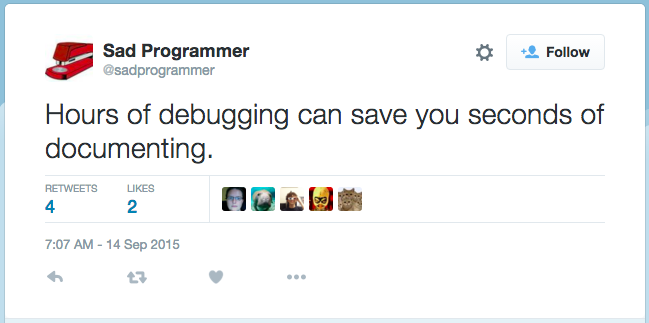 Sad Programmer
@sadprogrammer
Follow
Hours of debugging can save you seconds of
documenting.
RETWEETS LIKES
4 2
7:07 AM - 14 Sep 2015